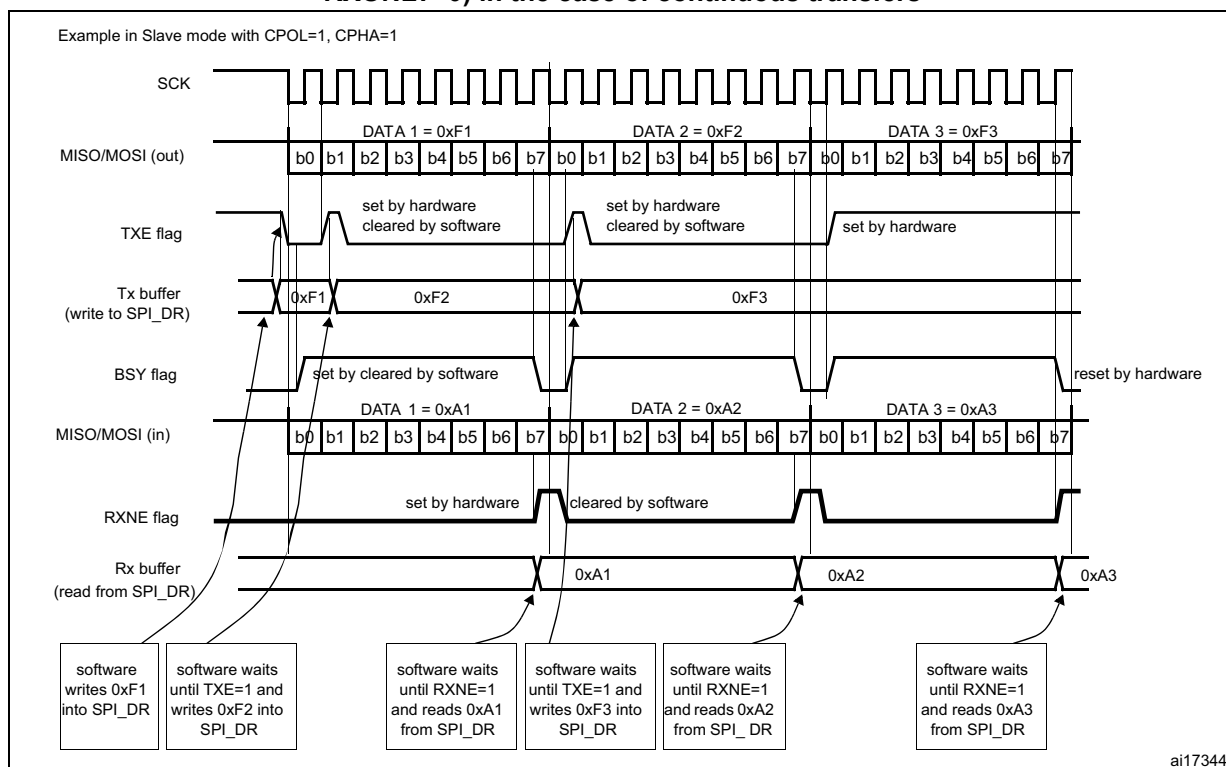 RXONLY=0) in the case of continuous transfers
Example in Slave mode with CPOL=1, CPHA=1
SCK
DATA 1 = 0xF1
DATA 2 = 0xF2
DATA 3 = 0xF3
MISO/MOSI (out)
b0 b1 b2 b3 b4 b5 b6 b7 b0 b1 b2 b3 b4 b5 b6 b7 b0 b1 b2 b3 b4 b5 b6 b7
TXE flag
set by hardware
cleared by software
set by hardware
cleared by software
set by hardware
Tx buffer
(write to SPI_DR)
0xF1
0xF2
0xF3
BSY flag
set by cleared by software
reset by hardware
DATA 1 = 0xA1
DATA 2 = 0xA2
DATA 3 = 0xA3
MISO/MOSI (in)
b0 b1 b2 b3 b4 b5 b6 b7 b0 b1 b2 b3 b4 b5 b6 b7 b0 b1 b2 b3 b4 b5 b6 b7
RXNE flag
set by hardware
cleared by software
Rx buffer
(read from SPI_DR)
0xA1
0xA2
0xA3
software
writes 0xF1
into SPI_DR
software waits
until TXE=1 and
writes 0xF2 into
SPI_DR
software waits
until RXNE=1
and reads 0xA1
from SPI_DR
software waits
until TXE=1 and
writes 0xF3 into
SPI_DR
software waits
until RXNE=1
and reads 0xA2
from SPI_ DR
software waits
until RXNE=1
and reads 0xA3
from SPI_DR
ai17344